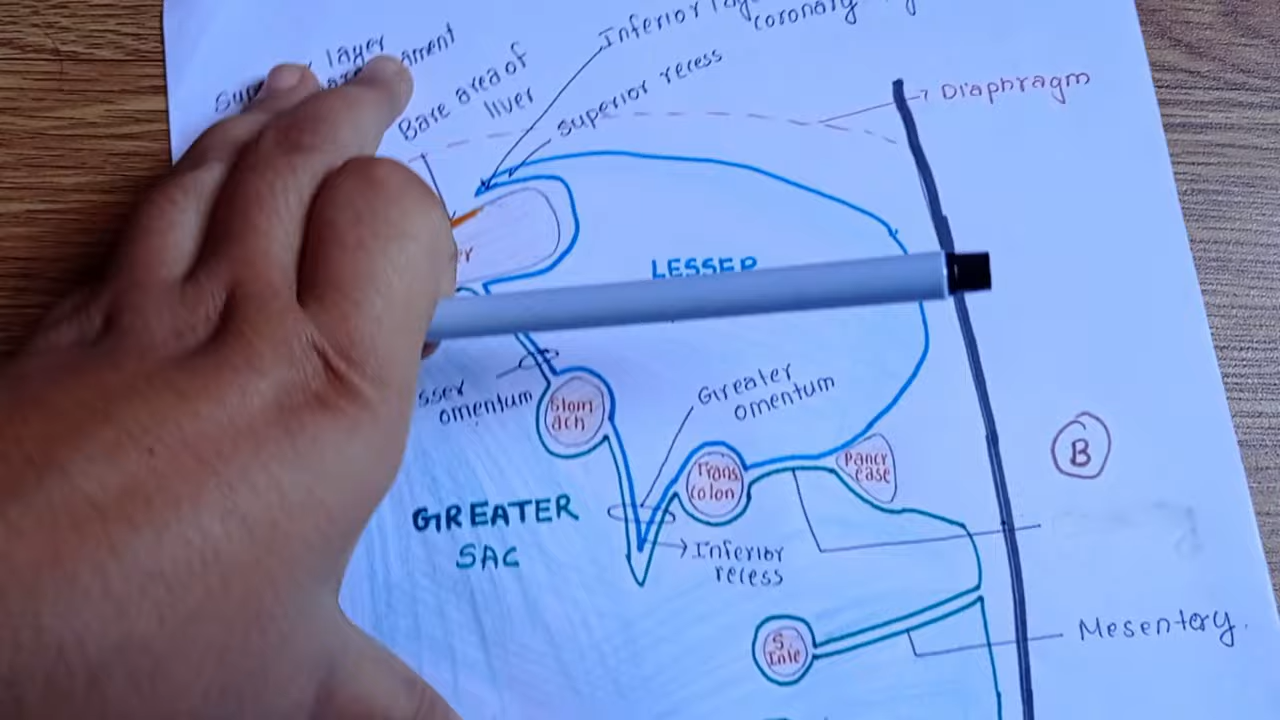 layer
Bare area of
liver
Inferior
coronary
superior recess
Diaphragm
LESSER
omentum
Stom
ach
Greater
omentum
Trans
colon
Pancr
ease
B
GREATER
SAC
Inferior
recess
S.
Inte
Mesentery.